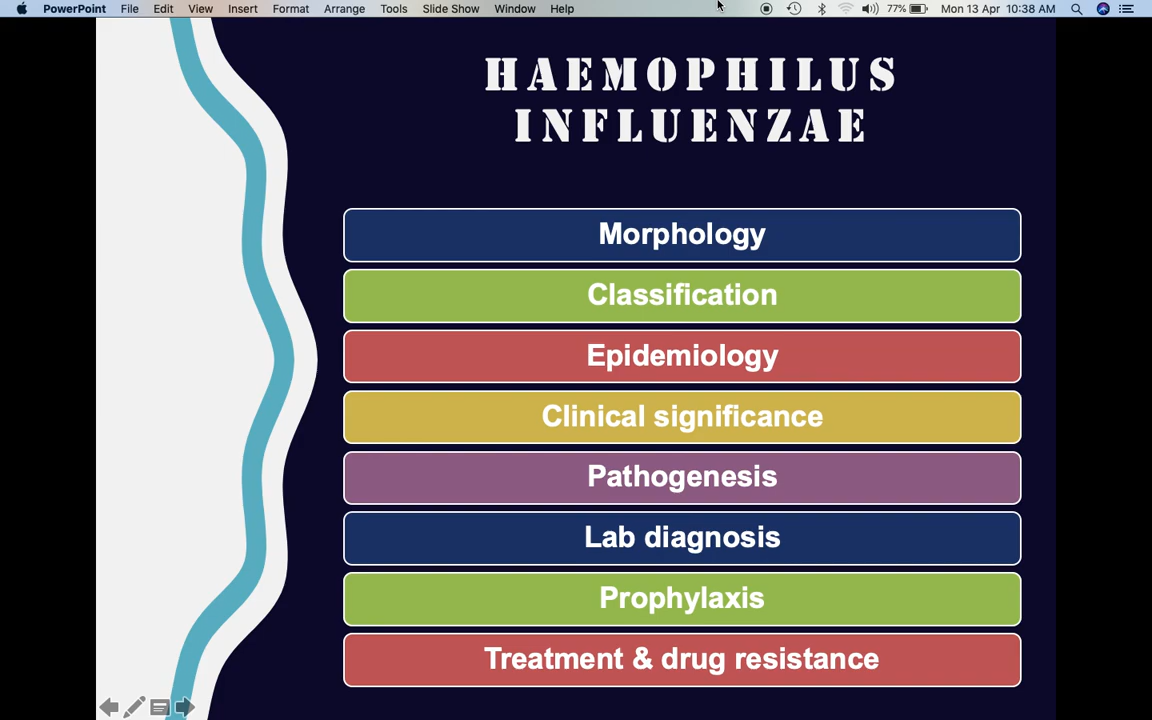 PowerPoint File Edit View Insert Format Arrange Tools Slide Show Window Help 77% Mon 13 Apr 10:38 AM
HAEMOPHILUS
INFLUENZAE
Morphology
Classification
Epidemiology
Clinical significance
Pathogenesis
Lab diagnosis
Prophylaxis
Treatment & drug resistance